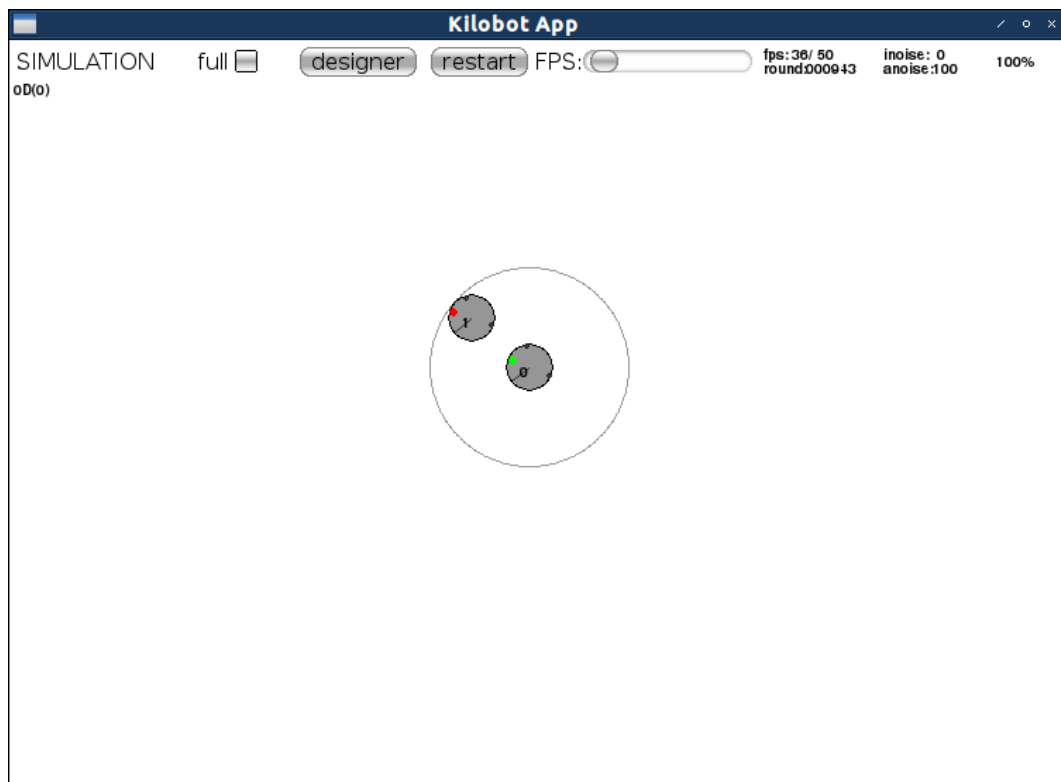 Kilobot App
SIMULATION full designer restart FPS: fps: 36/ 50 inoise: 0 100%
round:000943 anoise:100
oD(o)
1
0